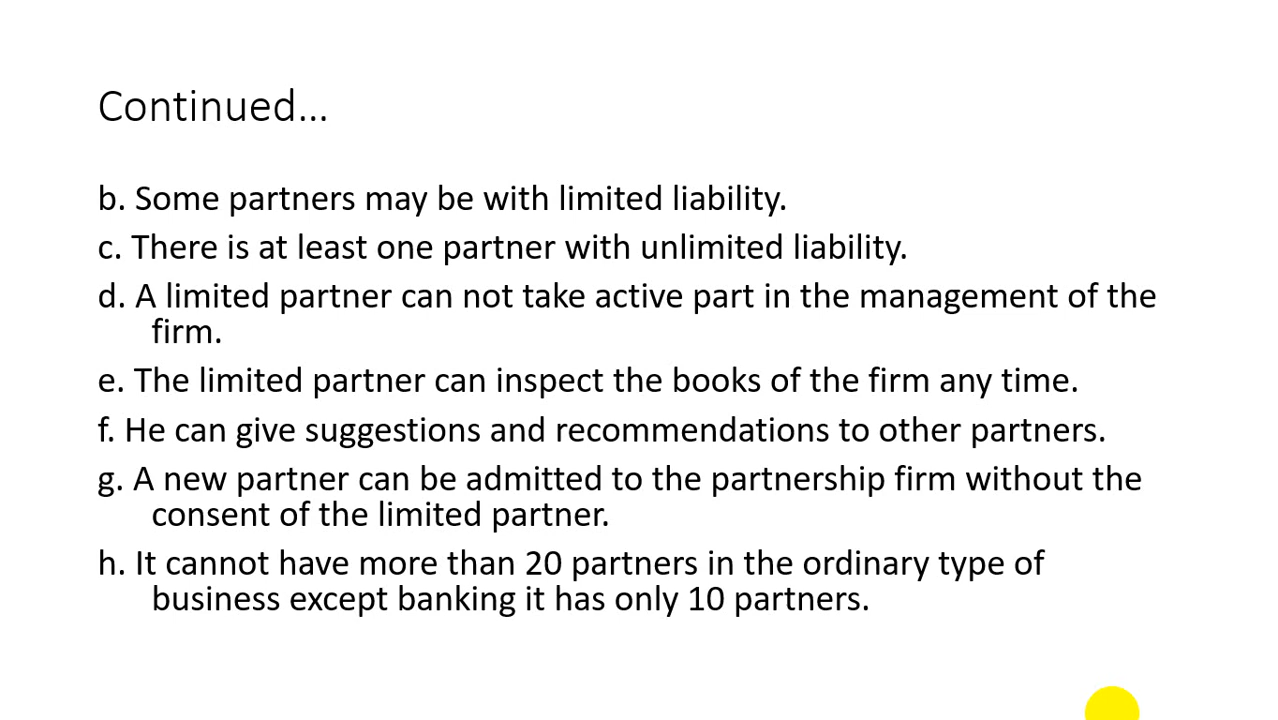 Continued...
b. Some partners may be with limited liability.
c. There is at least one partner with unlimited liability.
d. A limited partner can not take active part in the management of the
firm.
e. The limited partner can inspect the books of the firm any time.
f. He can give suggestions and recommendations to other partners.
g. A new partner can be admitted to the partnership firm without the
consent of the limited partner.
h. It cannot have more than 20 partners in the ordinary type of
business except banking it has only 10 partners.